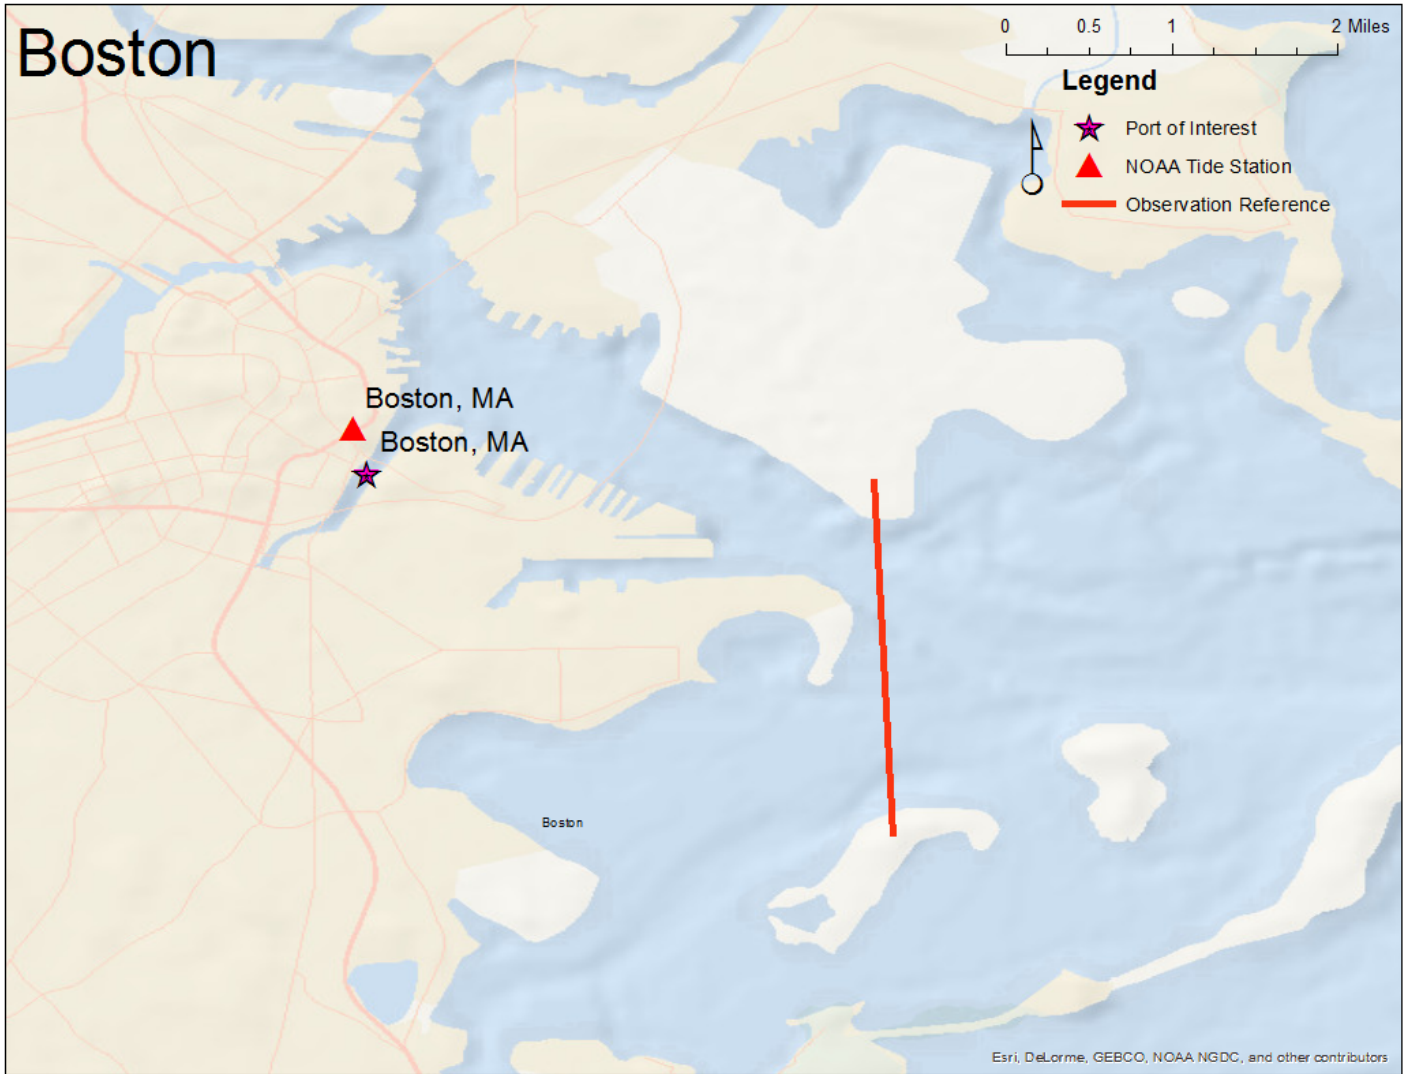 Boston
0 0.5 1 2 Miles
Legend
Port of Interest
NOAA Tide Station
Observation Reference
Boston, MA
Boston, MA
Boston
Esri, DeLorme, GEBCO, NOAA NGDC, and other contributors